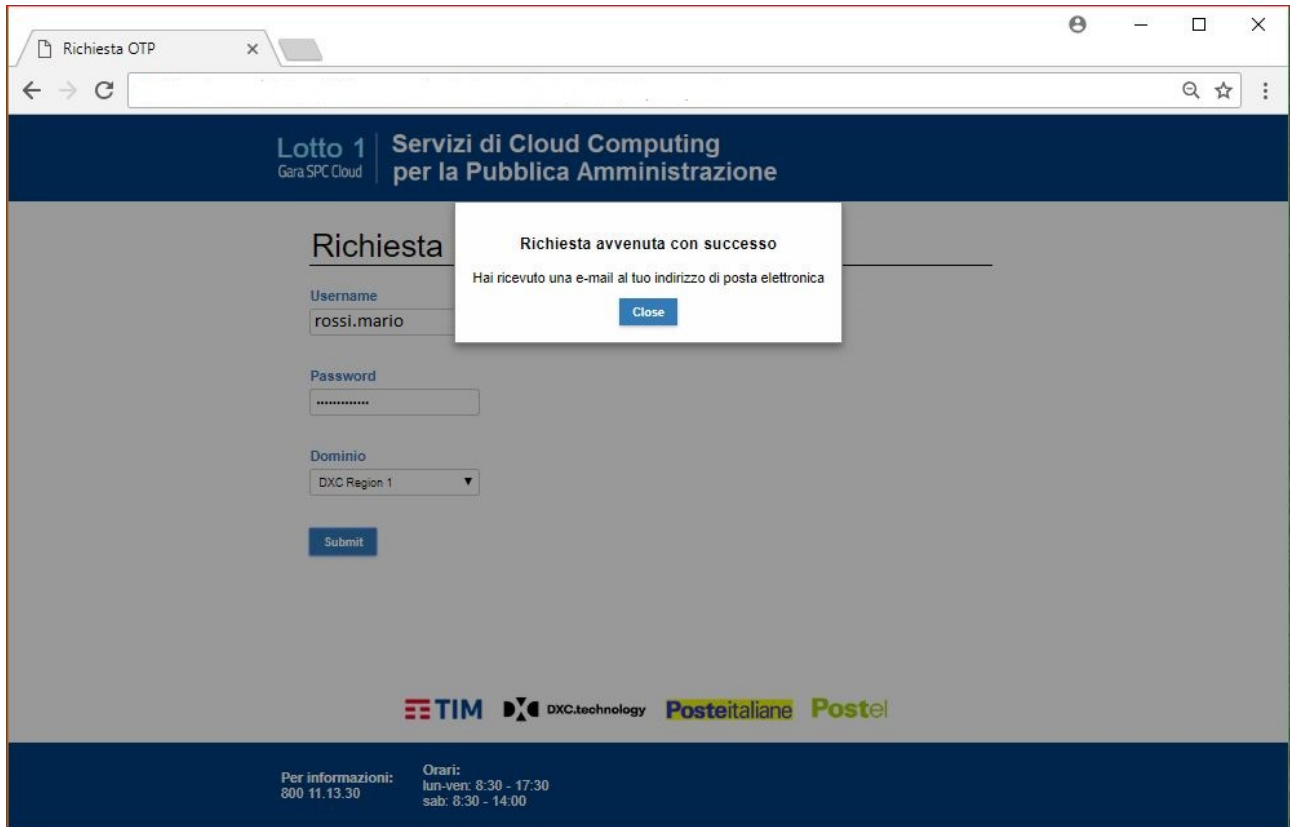 Richiesta OTP
Lotto 1
Gara SPC Cloud
Servizi di Cloud Computing
per la Pubblica Amministrazione
Richiesta
Richiesta avvenuta con successo
Hai ricevuto una e-mail al tuo indirizzo di posta elettronica
Close
Username
rossi.mario
Password
Dominio
DXC Region 1
Submit
TIM DXC.technology Posteitaliane Postel
Per informazioni:
800 11.13.30
Orari:
lun-ven: 8:30 - 17:30
sab: 8:30 - 14:00